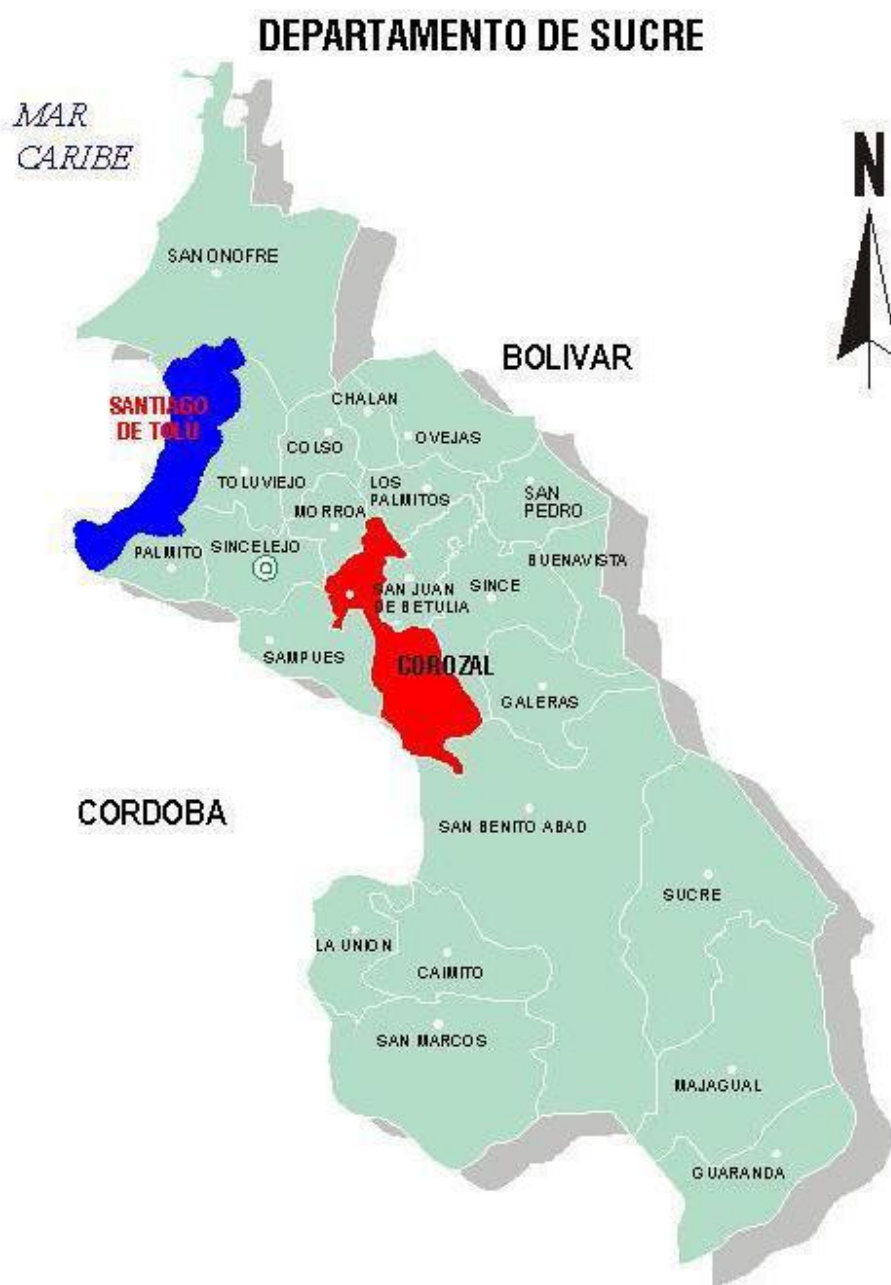 DEPARTAMENTO DE SUCRE
MAR
CARIBE
N
SAN ONOFRE
BOLIVAR
CHALAN
SANTIAGO
DE TOLÚ
COLSO
OVEJAS
TOLUVIEJO
LOS
PALMITOS
SAN
PEDRO
MORROA
PALMITO
SINCELEJO
BUENAVISTA
SAN JUAN
DE BETULIA
SINCE
SAMPUES
COROZAL
GALERAS
CORDOBA
SAN BENITO ABAD
SUCRE
LA UNION
CAIMITO
SAN MARCOS
MAJAGUAL
GUARANDA